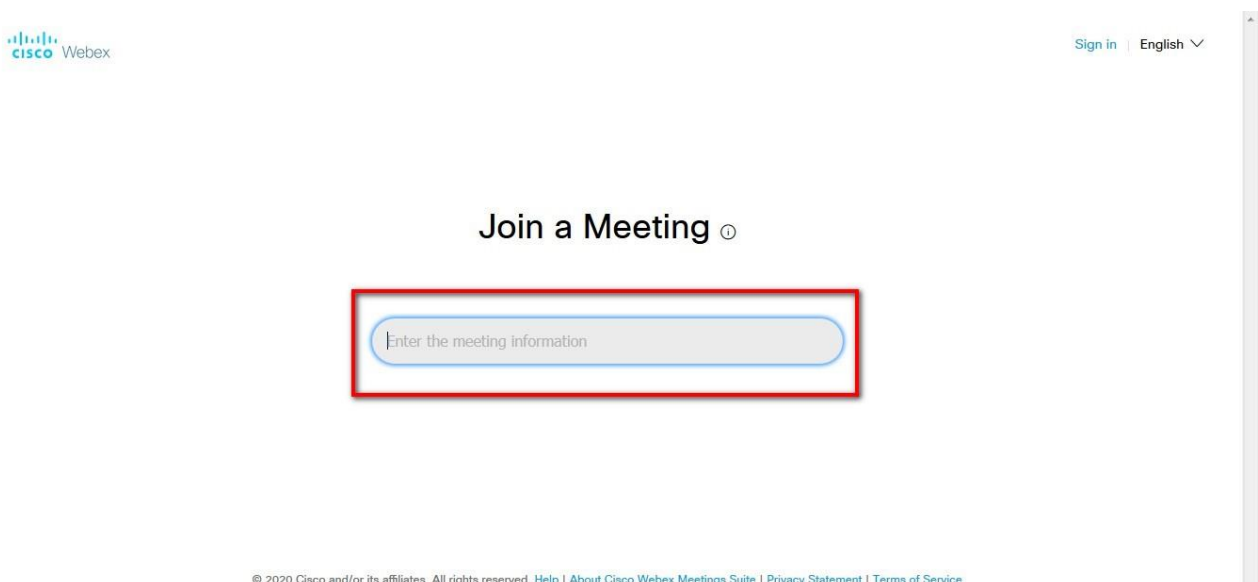 cisco Webex
Sign in | English
Join a Meeting
Enter the meeting information
© 2020 Cisco and/or its affiliates. All rights reserved. Help | About Cisco Webex Meetings Suite | Privacy Statement | Terms of Service